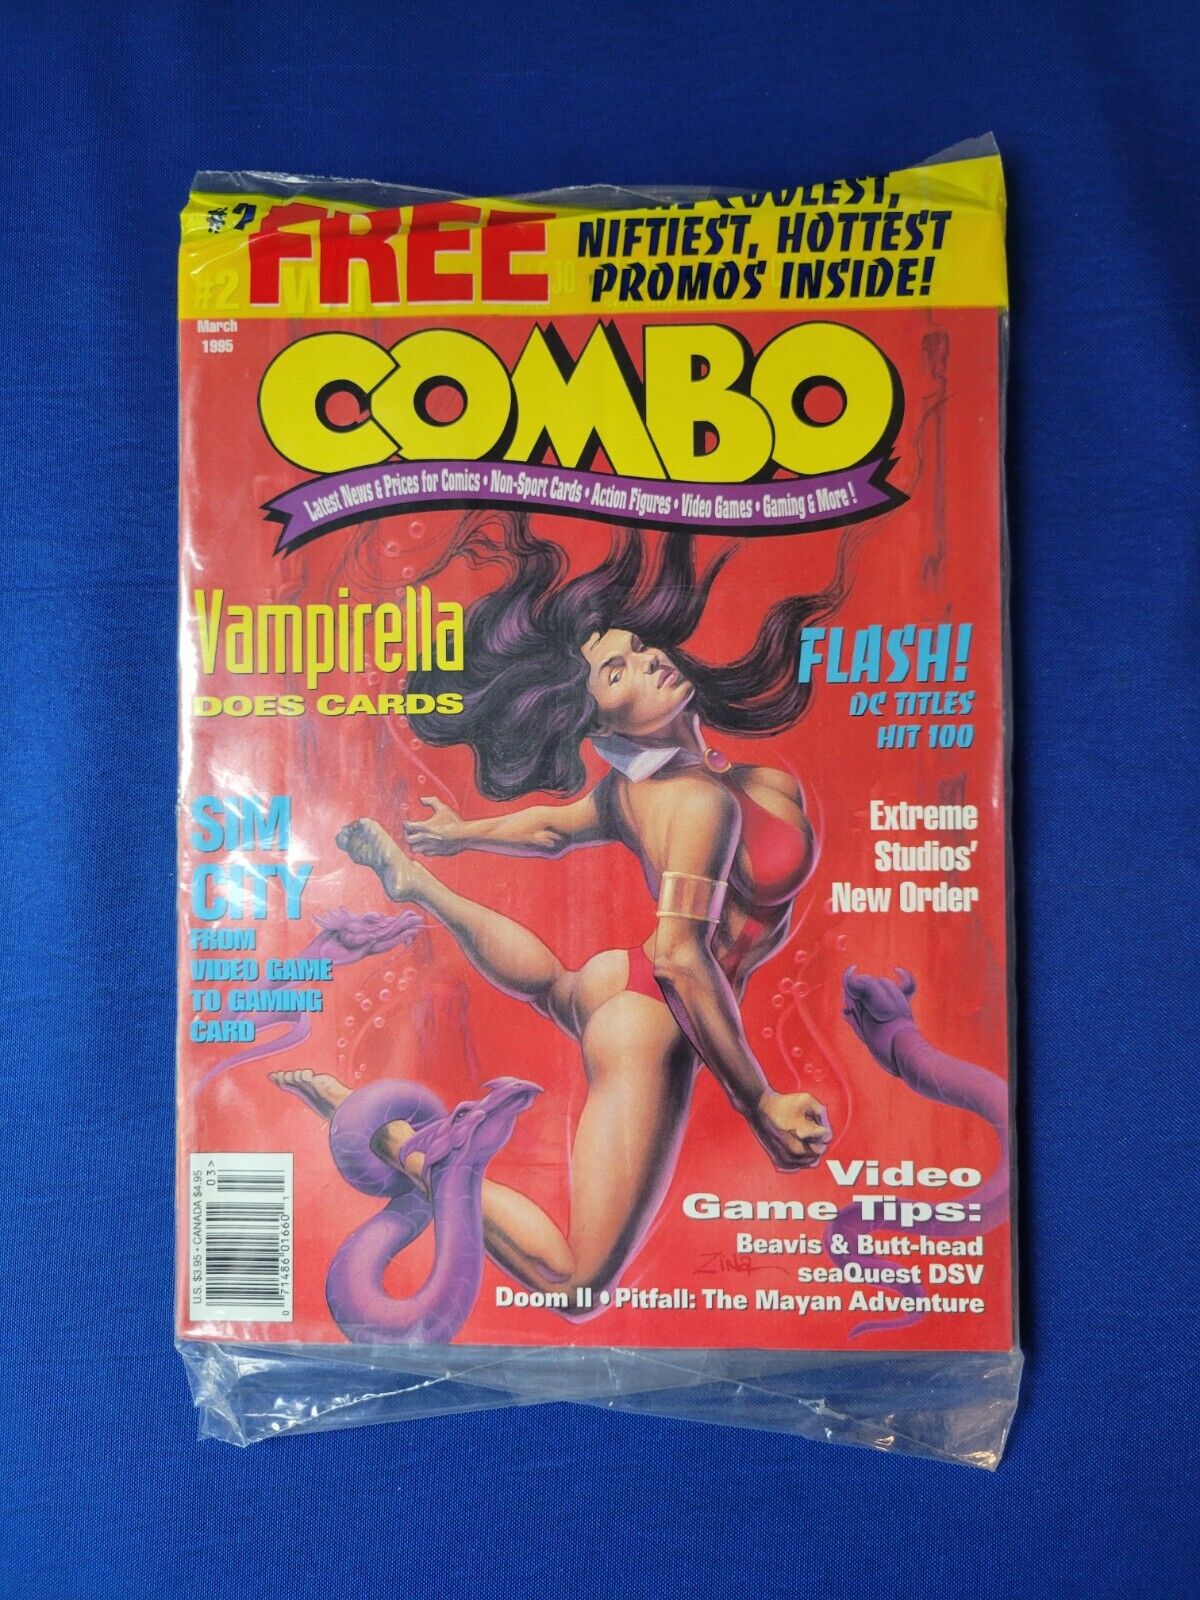 #2
FREE
COOLEST,
NIFTIEST, HOTTEST
PROMOS INSIDE!
#2
March
1995
COMBO
Latest News & Prices for Comics • Non-Sport Cards • Action Figures • Video Games • Gaming & More!
Vampirella
DOES CARDS
FLASH!
DC TITLES
HIT 100
SIM
CITY
FROM
VIDEO GAME
TO GAMING
CARD
Extreme
Studios'
New Order
Video
Game Tips:
Beavis & Butt-head
seaQuest DSV
Doom II • Pitfall: The Mayan Adventure
Zina
U.S. $3.95 • CANADA $4.95
03>
0 71486 01660 1